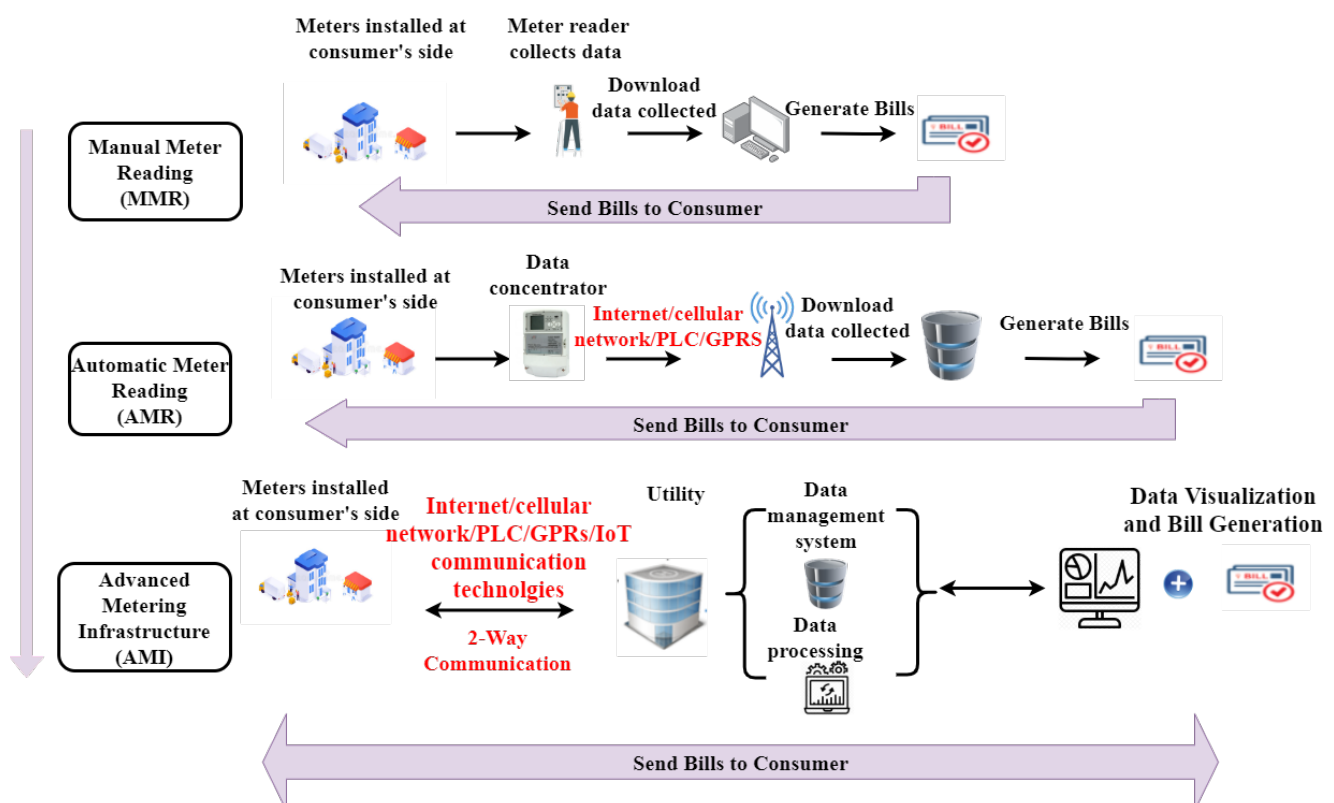 Meters installed at
consumer's side
Meter reader
collects data
Download
data collected
Generate Bills
BILL
Manual Meter
Reading
(MMR)
Send Bills to Consumer
Meters installed at
consumer's side
Data
concentrator
Internet/cellular
network/PLC/GPRS
Download
data collected
Generate Bills
BILL
Automatic Meter
Reading
(AMR)
Send Bills to Consumer
Meters installed
at consumer's side
Internet/cellular
network/PLC/GPRs/IoT
communication
technolgies
2-Way
Communication
Utility
Data
management
system
Data
processing
Data Visualization
and Bill Generation
BILL
Advanced
Metering
Infrastructure
(AMI)
Send Bills to Consumer